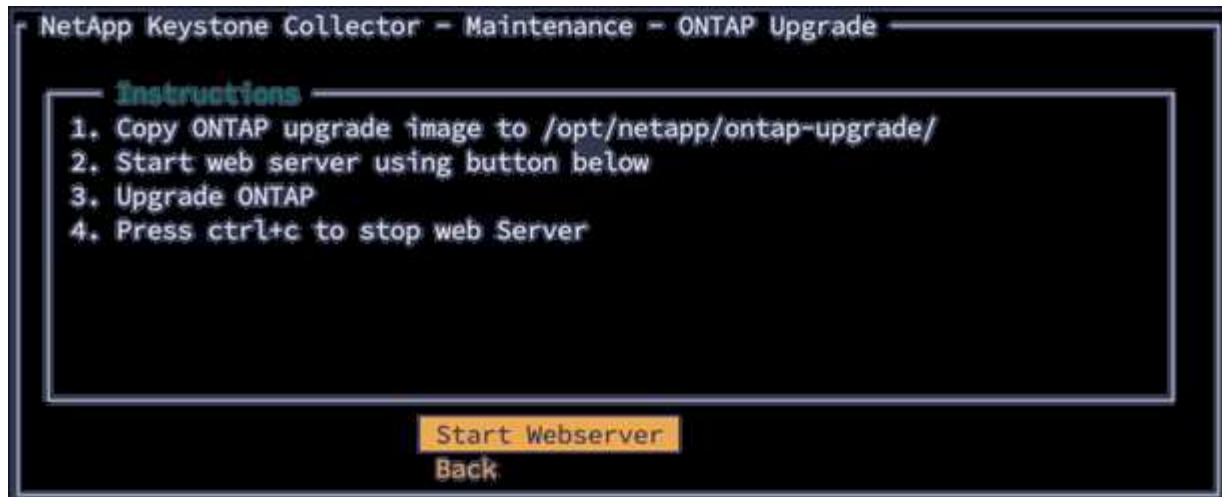 NetApp Keystone Collector – Maintenance – ONTAP Upgrade
Instructions
1. Copy ONTAP upgrade image to /opt/netapp/ontap-upgrade/
2. Start web server using button below
3. Upgrade ONTAP
4. Press ctrl+c to stop web Server
Start Webserver
Back